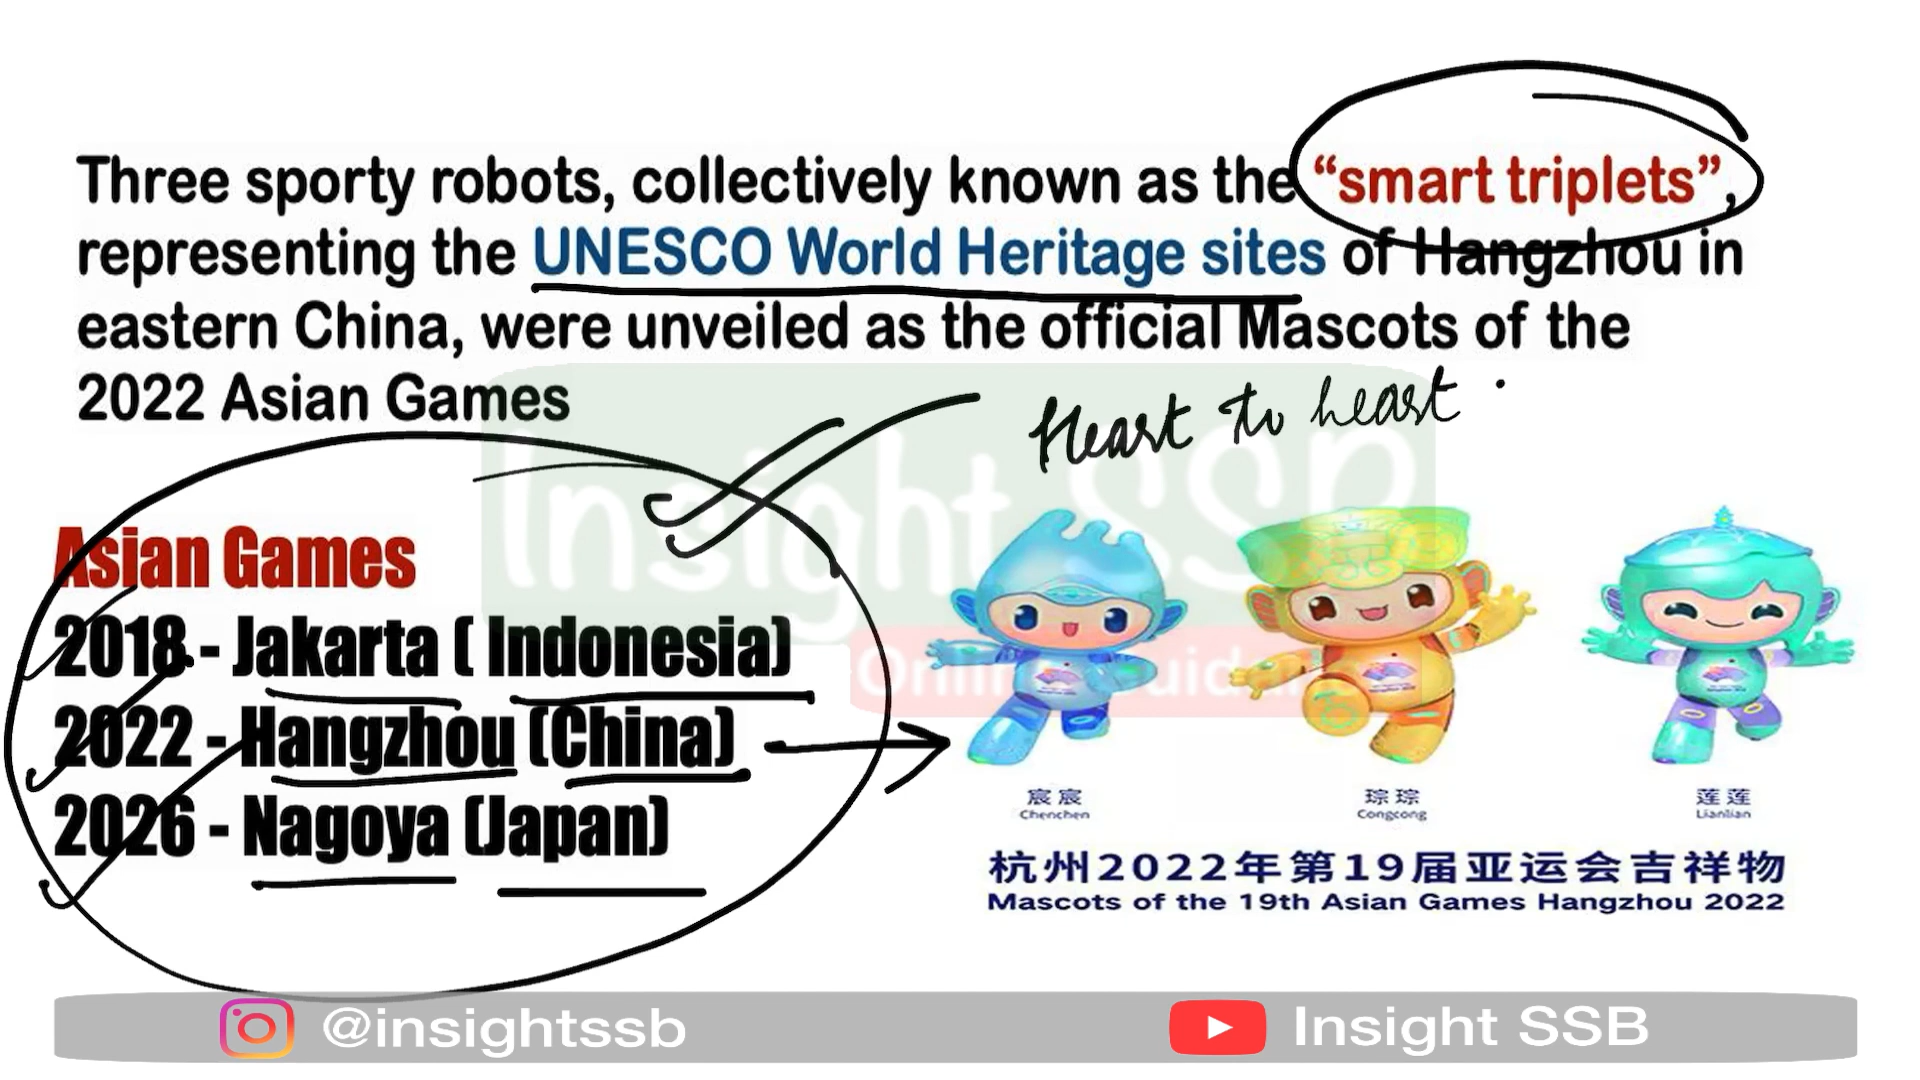 Three sporty robots, collectively known as the “smart triplets”,
representing the UNESCO World Heritage sites of Hangzhou in
eastern China, were unveiled as the official Mascots of the
2022 Asian Games
Heart to heart
Asian Games
2018 - Jakarta ( Indonesia)
2022 - Hangzhou (China)
2026 - Nagoya (Japan)
Insight SSB
Online Guidance
宸宸 琮琮 莲莲
Chenchen Congcong Lianlian
杭州2022年第19届亚运会吉祥物
Mascots of the 19th Asian Games Hangzhou 2022
@insightssb Insight SSB